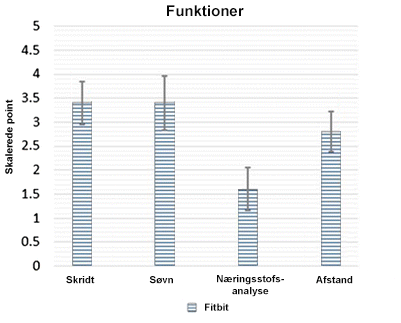 Funktioner
Skalerede point
5
4.5
4
3.5
3
2.5
2
1.5
1
0.5
0
Skridt
Søvn
Næringsstofs-
analyse
Afstand
Fitbit